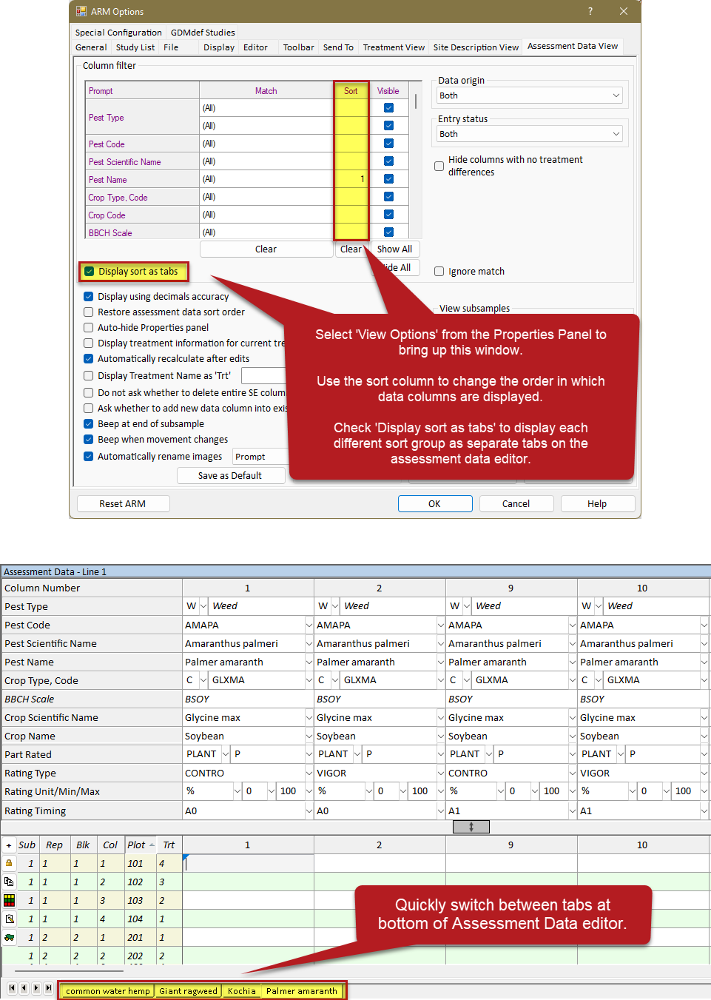 ARM Options ?
Special Configuration GDMdef Studies
General Study List File Display Editor Toolbar Send To Treatment View Site Description View Assessment Data View
Column filter
Prompt Match Sort Visible
Pest Type (All)
(All)
Pest Code (All)
Pest Scientific Name (All)
Pest Name (All) 1
Crop Type, Code (All)
Crop Code (All)
BBCH Scale (All)
Clear Clear Show All
Hide All
Data origin
Both
Entry status
Both
Hide columns with no treatment
differences
Display sort as tabs
Ignore match
Display using decimals accuracy
Restore assessment data sort order
View subsamples
Auto-hide Properties panel
Display treatment information for current tre
Automatically recalculate after edits
Display Treatment Name as 'Trt'
Do not ask whether to delete entire SE colum
Ask whether to add new data column into exis
Beep at end of subsample
Beep when movement changes
Automatically rename images Prompt
Save as Default
Select 'View Options' from the Properties Panel to
bring up this window.
Use the sort column to change the order in which
data columns are displayed.
Check 'Display sort as tabs' to display each
different sort group as separate tabs on the
assessment data editor.
Reset ARM OK Cancel Help
Assessment Data - Line 1
Column Number 1 2 9 10
Pest Type W Weed W Weed W Weed W Weed
Pest Code AMAPA AMAPA AMAPA AMAPA
Pest Scientific Name Amaranthus palmeri Amaranthus palmeri Amaranthus palmeri Amaranthus palmeri
Pest Name Palmer amaranth Palmer amaranth Palmer amaranth Palmer amaranth
Crop Type, Code C GLXMA C GLXMA C GLXMA C GLXMA
BBCH Scale BSOY BSOY BSOY BSOY
Crop Scientific Name Glycine max Glycine max Glycine max Glycine max
Crop Name Soybean Soybean Soybean Soybean
Part Rated PLANT P PLANT P PLANT P PLANT P
Rating Type CONTRO VIGOR CONTRO VIGOR
Rating Unit/Min/Max % 0 100 % 0 100 % 0 100 % 0 100
Rating Timing A0 A0 A1 A1
+ Sub Rep Blk Col Plot Trt 1 2 9 10
1 1 1 1 101 4
1 1 1 2 102 3
1 1 1 3 103 2
1 1 1 4 104 1
1 2 2 1 201 1
1 2 2 2 202 2
Quickly switch between tabs at
bottom of Assessment Data editor.
common water hemp Giant ragweed Kochia Palmer amaranth